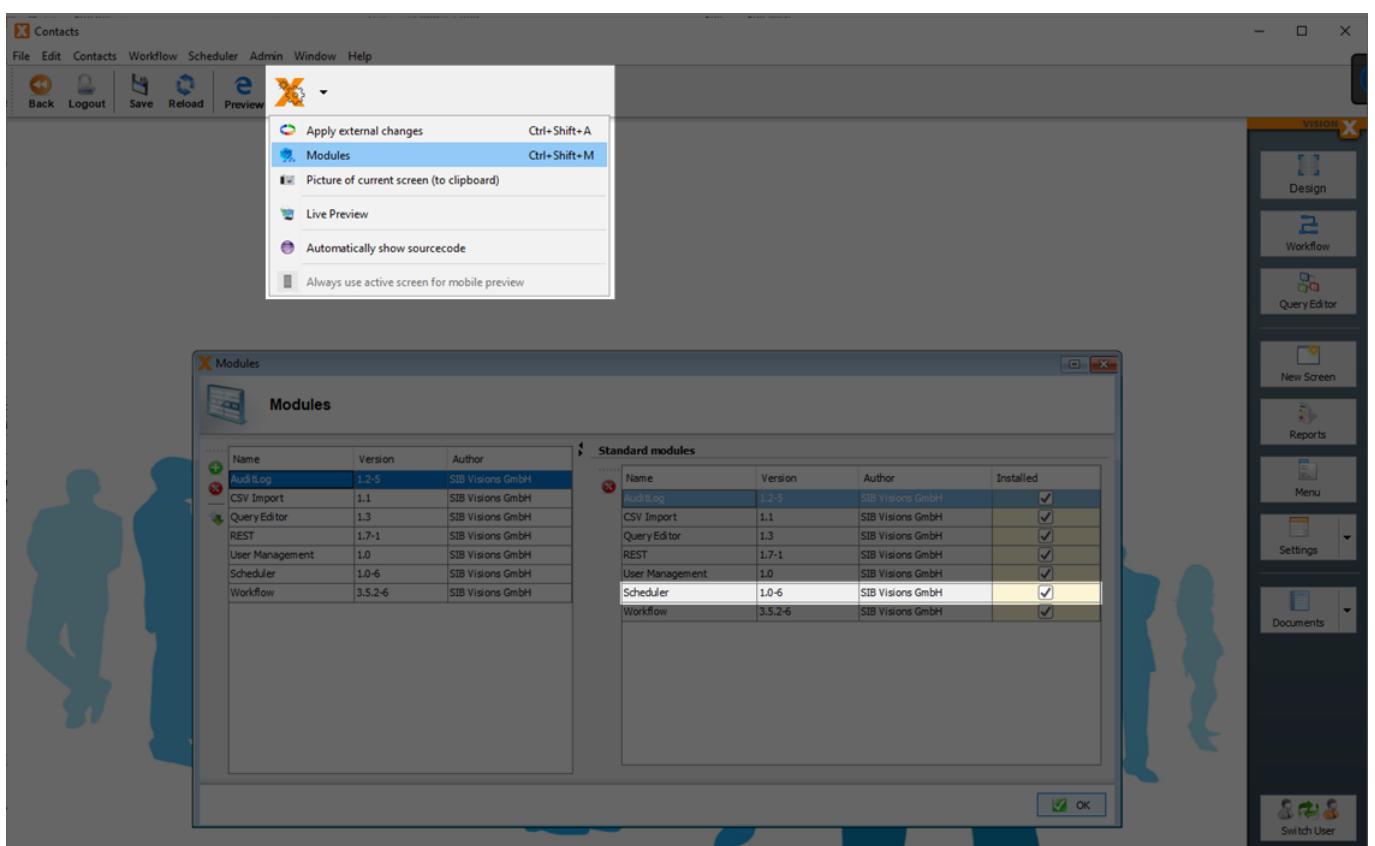 Contacts
File Edit Contacts Workflow Scheduler Admin Window Help
Back Logout Save Reload Preview
Apply external changes Ctrl+Shift+A
Modules Ctrl+Shift+M
Picture of current screen (to clipboard)
Live Preview
Automatically show sourcecode
Always use active screen for mobile preview
VISION X
Design
Workflow
Query Editor
New Screen
Reports
Menu
Settings
Documents
Switch User
Modules
Modules
Name Version Author
AuditLog 1.2-5 SIB Visions GmbH
CSV Import 1.1 SIB Visions GmbH
Query Editor 1.3 SIB Visions GmbH
REST 1.7-1 SIB Visions GmbH
User Management 1.0 SIB Visions GmbH
Scheduler 1.0-6 SIB Visions GmbH
Workflow 3.5.2-6 SIB Visions GmbH
Standard modules
Name Version Author Installed
AuditLog 1.2-5 SIB Visions GmbH
CSV Import 1.1 SIB Visions GmbH
Query Editor 1.3 SIB Visions GmbH
REST 1.7-1 SIB Visions GmbH
User Management 1.0 SIB Visions GmbH
Scheduler 1.0-6 SIB Visions GmbH
Workflow 3.5.2-6 SIB Visions GmbH
OK